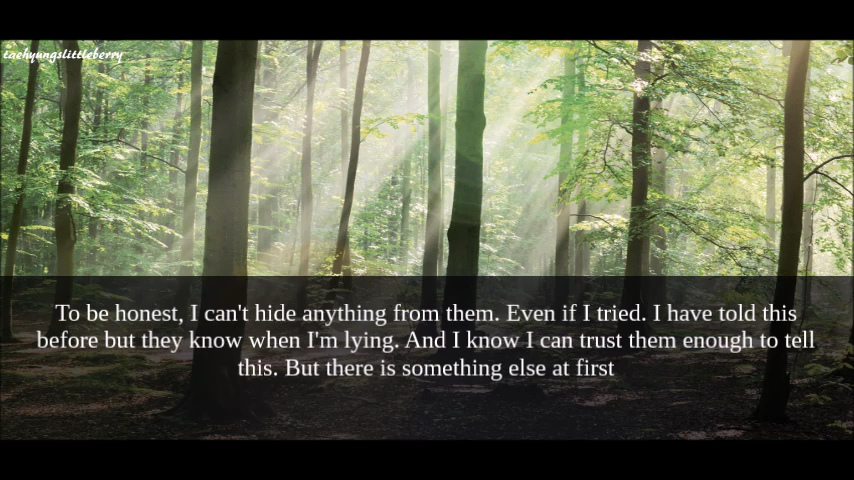 taehyungslittleberry
To be honest, I can't hide anything from them. Even if I tried. I have told this
before but they know when I'm lying. And I know I can trust them enough to tell
this. But there is something else at first